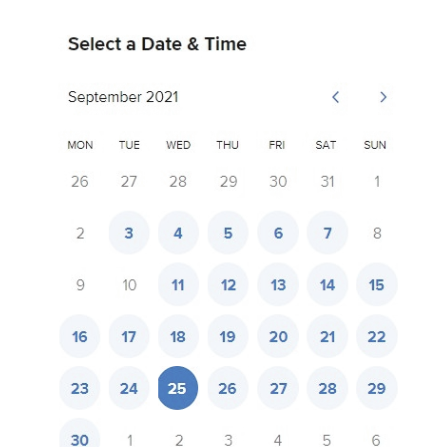 Select a Date & Time
September 2021
MON TUE WED THU FRI SAT SUN
26 27 28 29 30 31 1
2 3 4 5 6 7 8
9 10 11 12 13 14 15
16 17 18 19 20 21 22
23 24 25 26 27 28 29
30 1 2 3 4 5 6